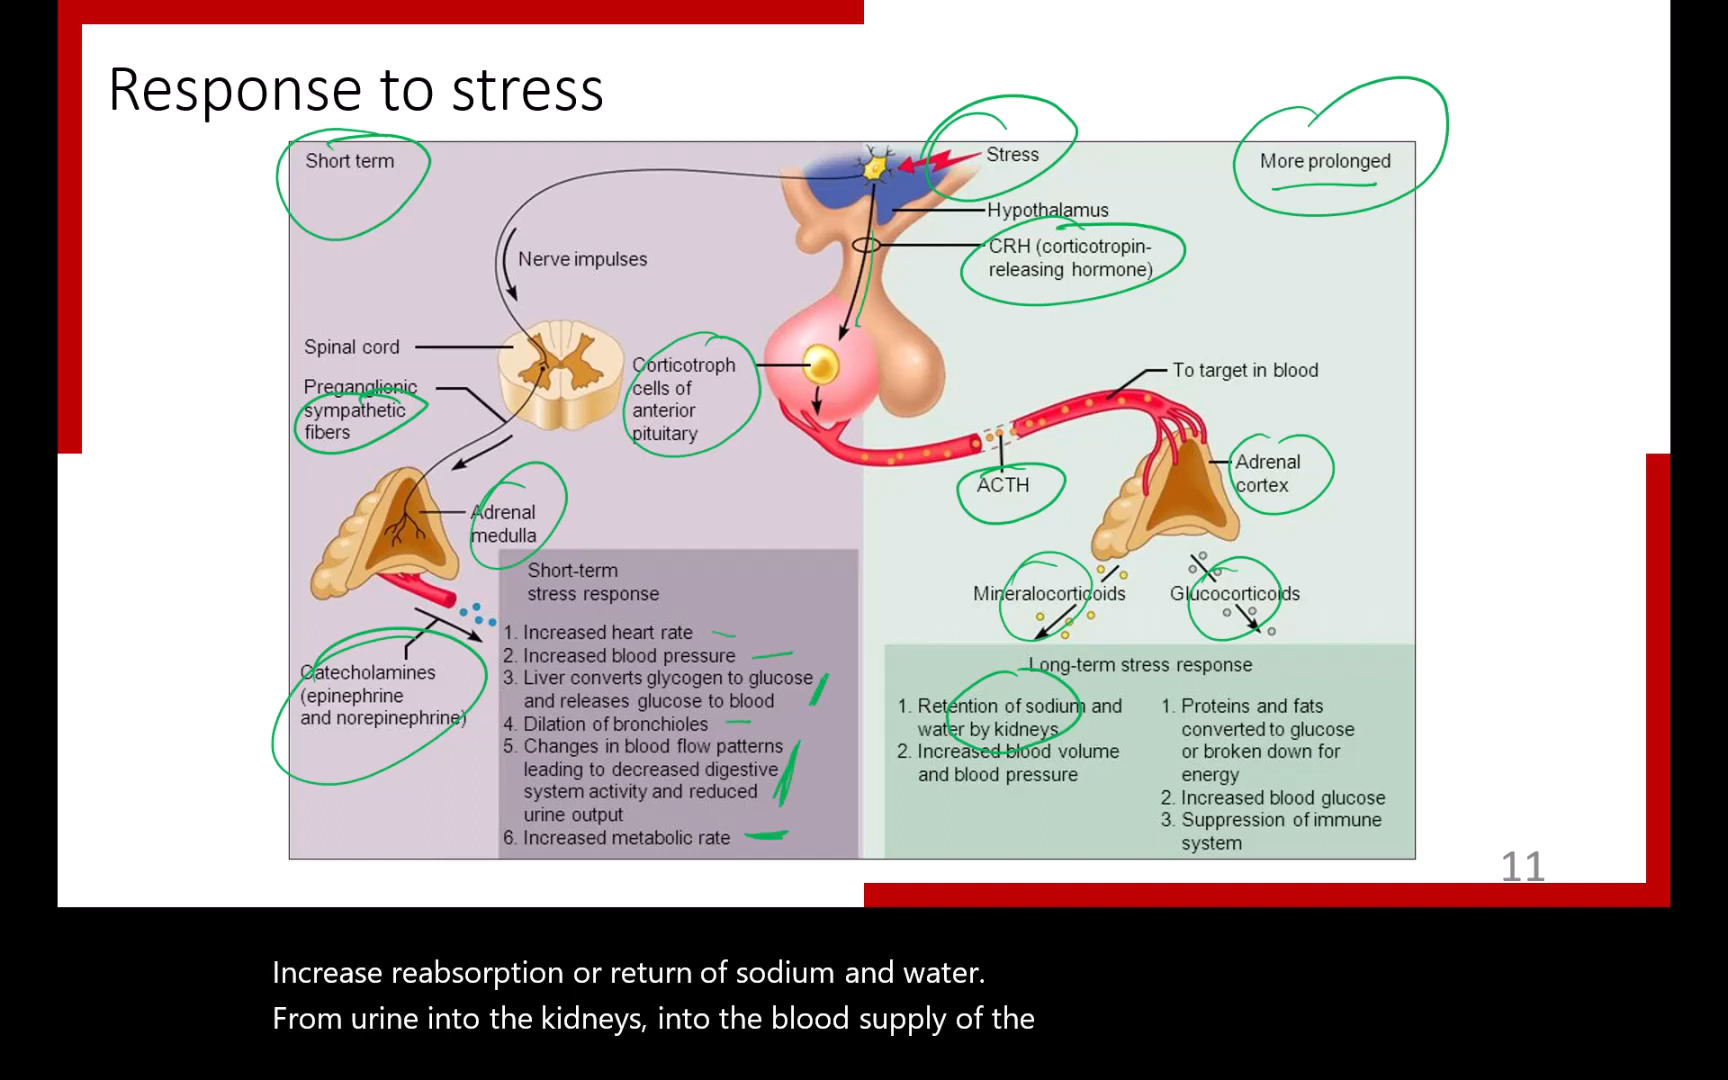 Response to stress
Short term
Stress
More prolonged
Hypothalamus
CRH (corticotropin-
releasing hormone)
Nerve impulses
Spinal cord
Preganglionic
sympathetic
fibers
Corticotroph
cells of
anterior
pituitary
To target in blood
Adrenal
cortex
ACTH
Adrenal
medulla
Mineralocorticoids
Glucocorticoids
Catecholamines
(epinephrine
and norepinephrine)
Short-term
stress response
1. Increased heart rate
2. Increased blood pressure
3. Liver converts glycogen to glucose
and releases glucose to blood
4. Dilation of bronchioles
5. Changes in blood flow patterns
leading to decreased digestive
system activity and reduced
urine output
6. Increased metabolic rate
Long-term stress response
1. Retention of sodium and
water by kidneys
2. Increased blood volume
and blood pressure
1. Proteins and fats
converted to glucose
or broken down for
energy
2. Increased blood glucose
3. Suppression of immune
system
11
Increase reabsorption or return of sodium and water.
From urine into the kidneys, into the blood supply of the